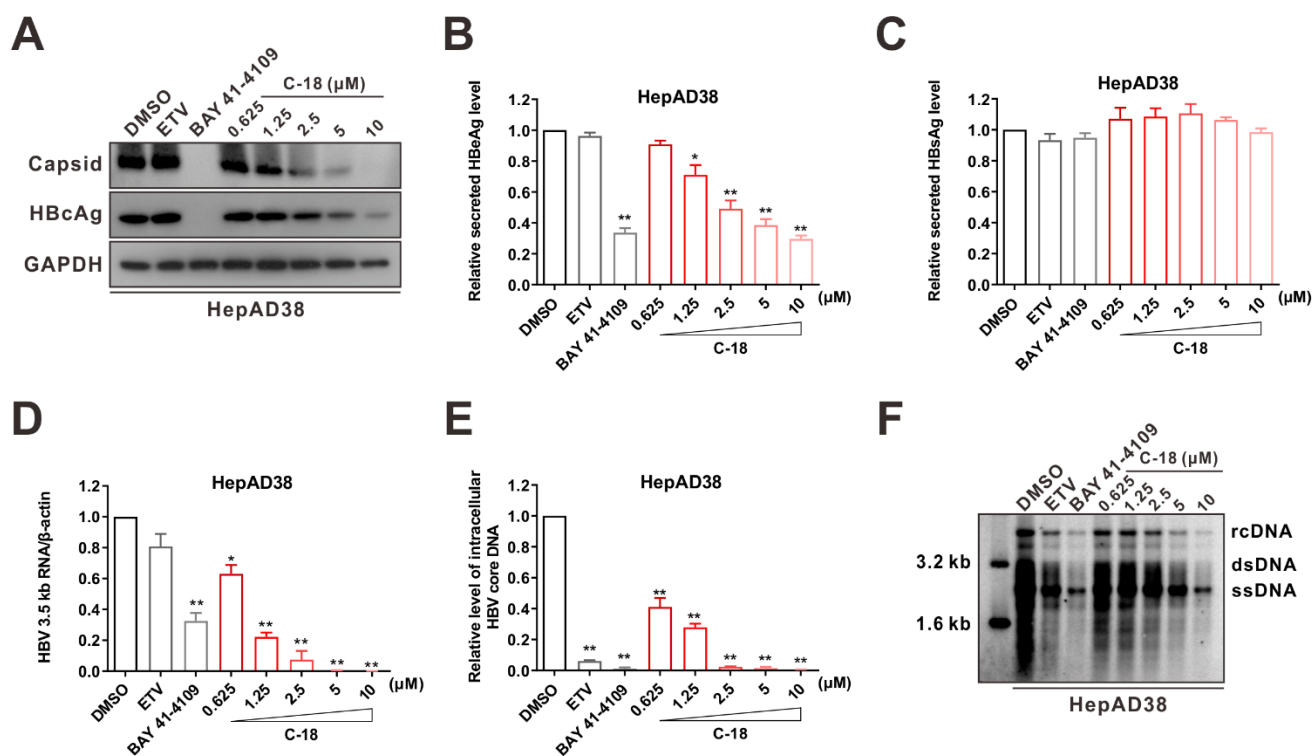 A
DMSO
ETV
BAY 41-4109
C-18 (μM)
0.625
1.25
2.5
5
10
Capsid
HBcAg
GAPDH
HepAD38
B
HepAD38
Relative secreted HBeAg level
1.2
1.0
0.8
0.6
0.4
0.2
0.0
**
*
**
**
**
DMSO
ETV
BAY 41-4109
0.625
1.25
2.5
5
10
(μM)
C-18
C
HepAD38
Relative secreted HBsAg level
1.2
1.0
0.8
0.6
0.4
0.2
0.0
DMSO
ETV
BAY 41-4109
0.625
1.25
2.5
5
10
(μM)
C-18
D
HepAD38
HBV 3.5 kb RNA/β-actin
1.2
1.0
0.8
0.6
0.4
0.2
0.0
**
*
**
**
**
**
DMSO
ETV
BAY 41-4109
0.625
1.25
2.5
5
10
(μM)
C-18
E
HepAD38
Relative level of intracellular
HBV core DNA
1.2
1.0
0.8
0.6
0.4
0.2
0.0
**
**
**
**
**
**
**
DMSO
ETV
BAY 41-4109
0.625
1.25
2.5
5
10
(μM)
C-18
F
DMSO
ETV
BAY 41-4109
C-18 (μM)
0.625
1.25
2.5
5
10
rcDNA
3.2 kb
dsDNA
ssDNA
1.6 kb
HepAD38